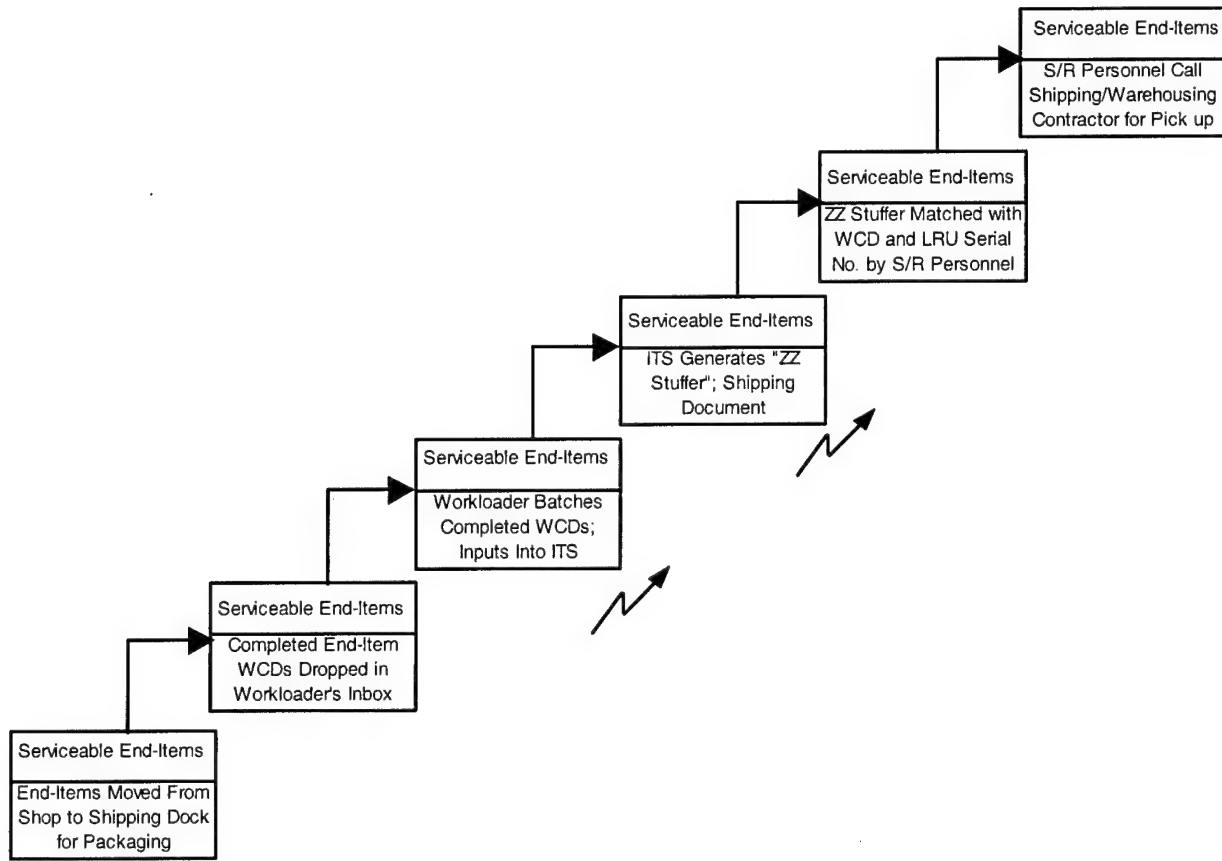 Serviceable End-Items
S/R Personnel Call
Shipping/Warehousing
Contractor for Pick up
Serviceable End-Items
ZZ Stuffer Matched with
WCD and LRU Serial
No. by S/R Personnel
Serviceable End-Items
ITS Generates "ZZ
Stuffer"; Shipping
Document
Serviceable End-Items
Workloader Batches
Completed WCDs;
Inputs Into ITS
Serviceable End-Items
Completed End-Item
WCDs Dropped in
Workloader's Inbox
Serviceable End-Items
End-Items Moved From
Shop to Shipping Dock
for Packaging